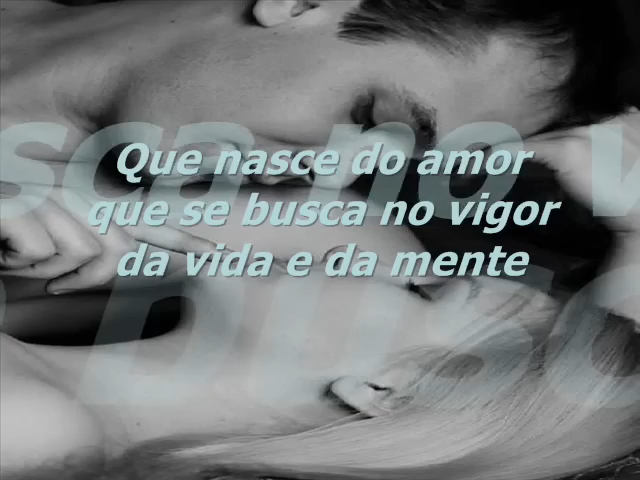 Que nasce do amor
que se busca no vigor
da vida e da mente